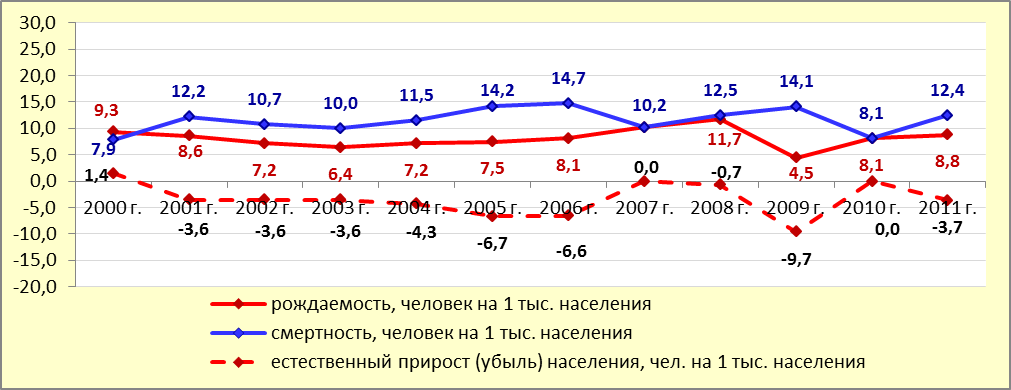 30,0
25,0
20,0
15,0
10,0
5,0
0,0
-5,0
-10,0
-15,0
-20,0
9,3 8,6 7,2 6,4 7,2 7,5 8,1 11,7 4,5 8,1 8,8
7,9 12,2 10,7 10,0 11,5 14,2 14,7 10,2 12,5 14,1 8,1 12,4
1,4 -3,6 -3,6 -3,6 -4,3 -6,7 -6,6 0,0 -0,7 -9,7 0,0 -3,7
2000 г. 2001 г. 2002 г. 2003 г. 2004 г. 2005 г. 2006 г. 2007 г. 2008 г. 2009 г. 2010 г. 2011 г.
рождаемость, человек на 1 тыс. населения
смертность, человек на 1 тыс. населения
естественный прирост (убыль) населения, чел. на 1 тыс. населения